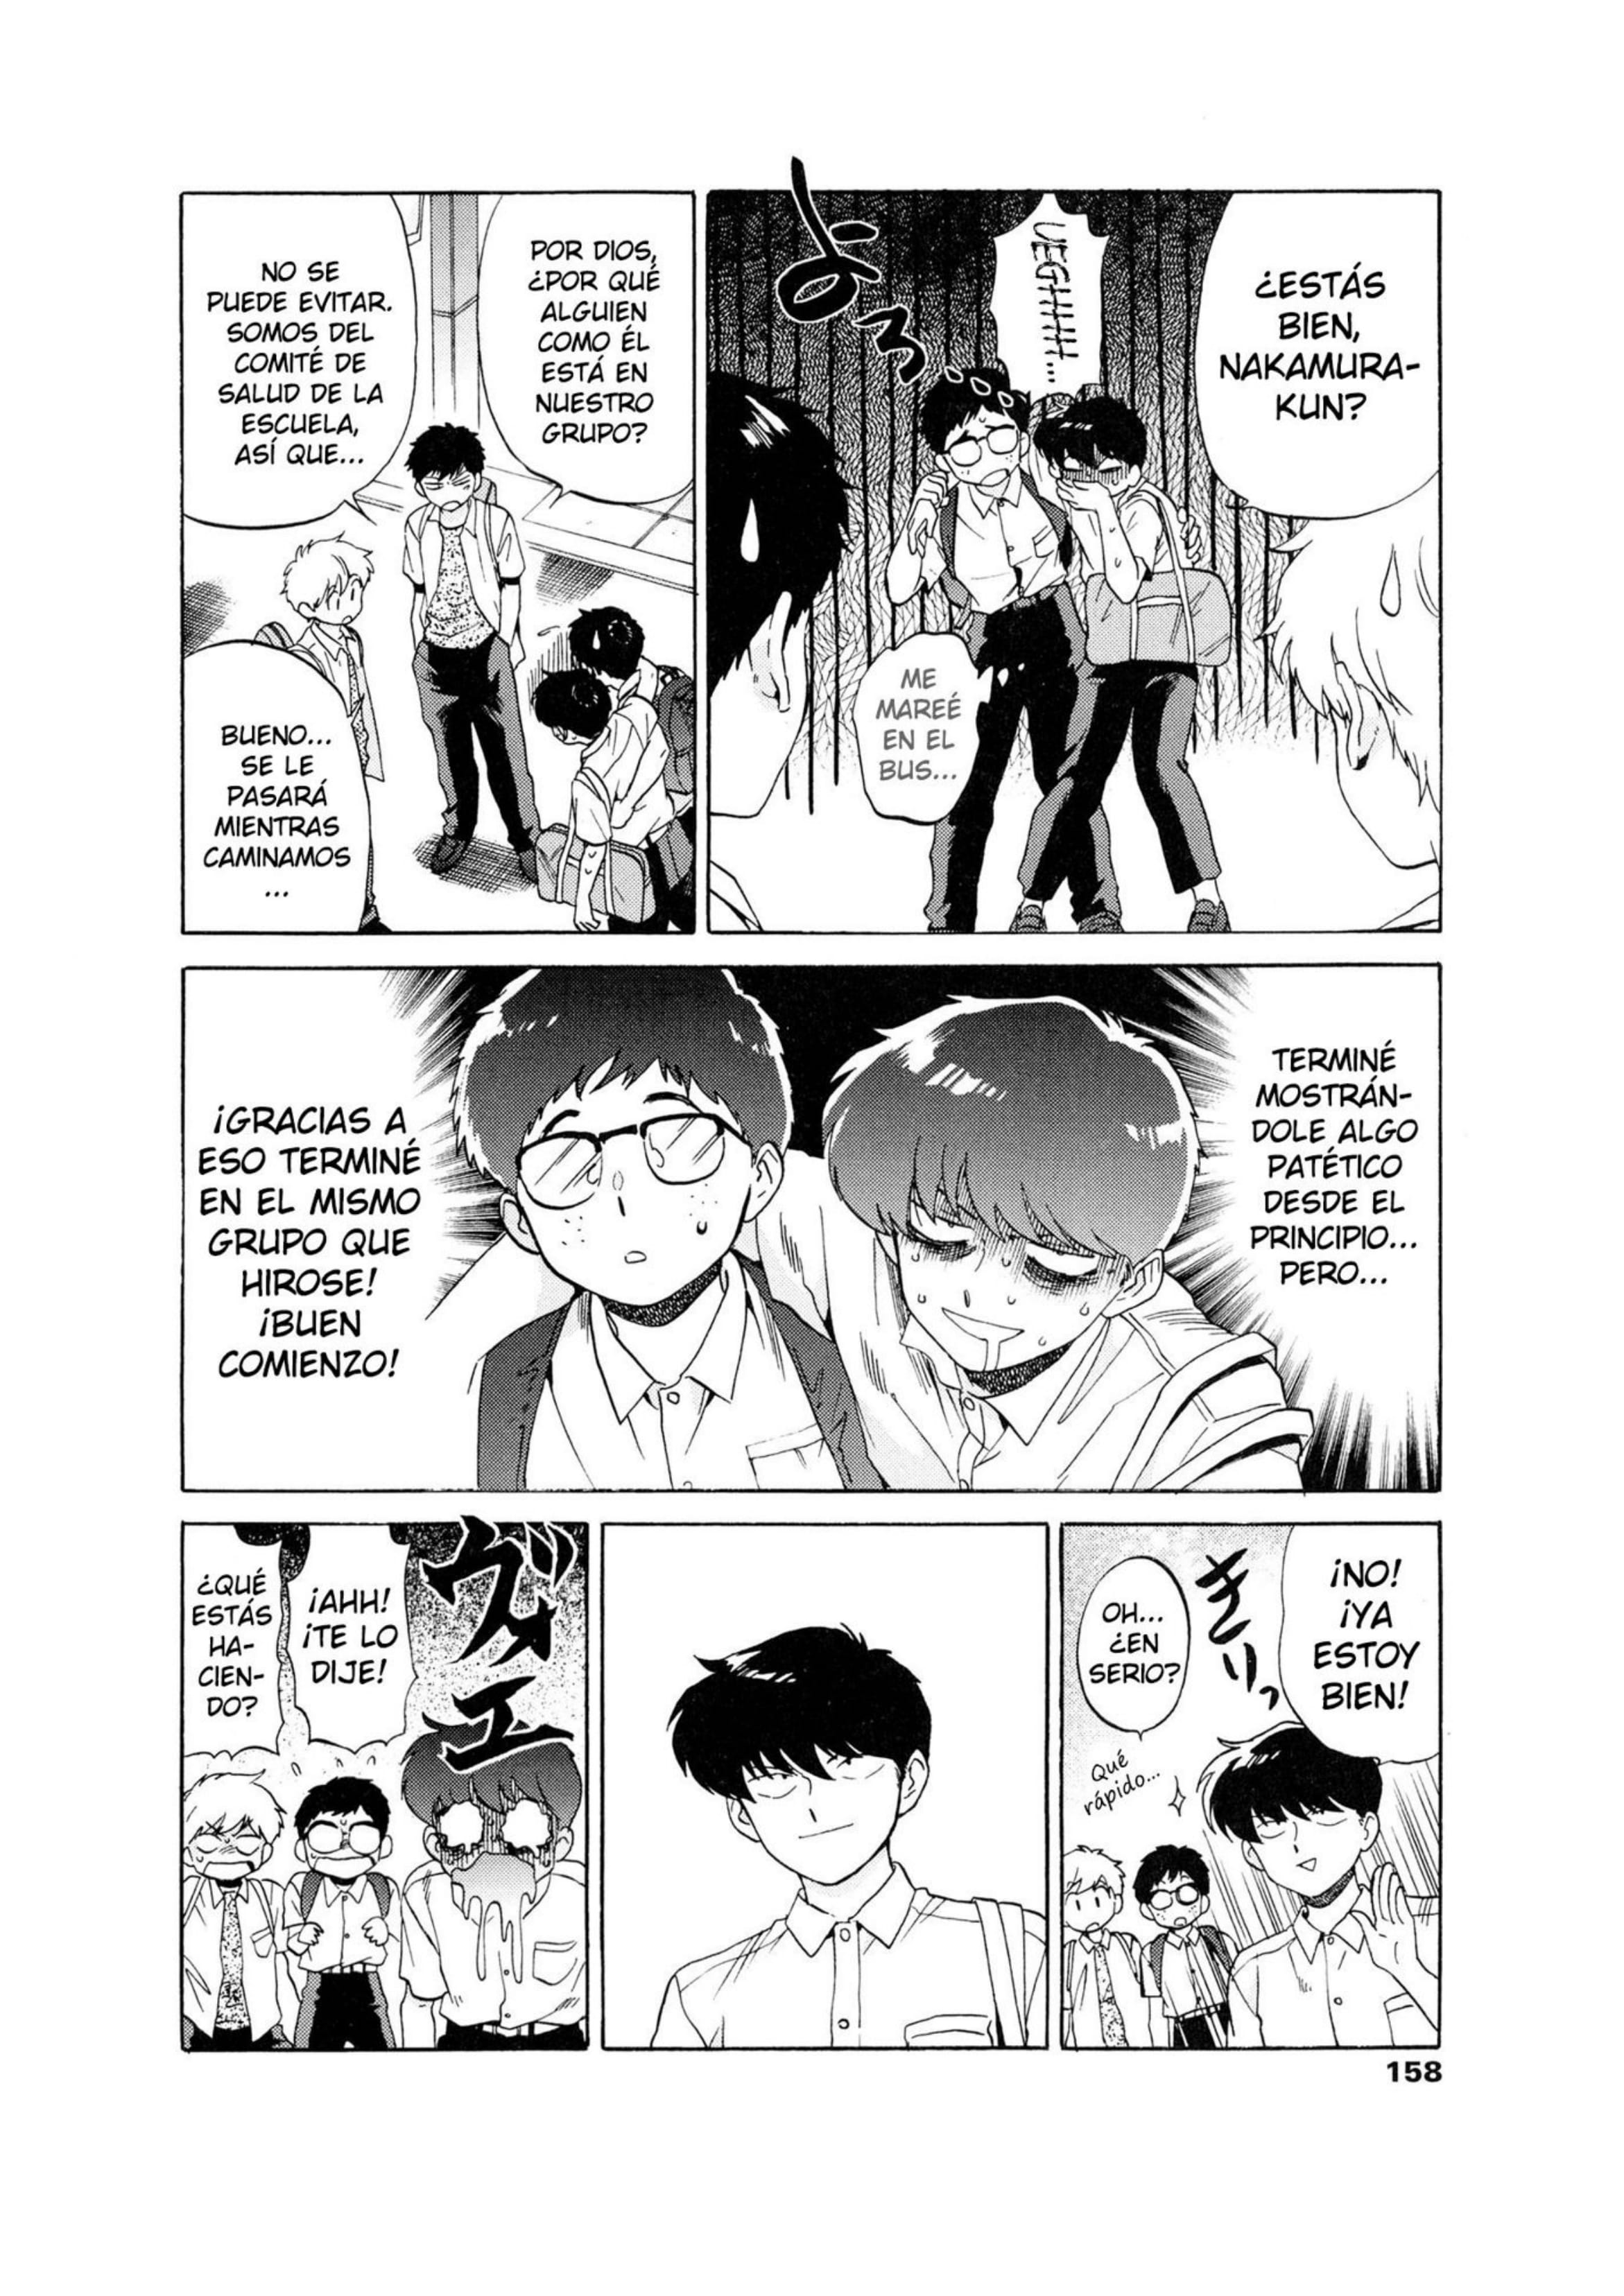 ¿ESTÁS
BIEN,
NAKAMURA-
KUN?
UEGHHHH...
よろ
ME
MAREÉ
EN EL
BUS...
POR DIOS,
¿POR QUÉ
ALGUIEN
COMO ÉL
ESTÁ EN
NUESTRO
GRUPO?
NO SE
PUEDE EVITAR.
SOMOS DEL
COMITÉ DE
SALUD DE LA
ESCUELA,
ASÍ QUE...
BUENO...
SE LE
PASARÁ
MIENTRAS
CAMINAMOS
...
TERMINÉ
MOSTRÁN-
DOLE ALGO
PATÉTICO
DESDE EL
PRINCIPIO...
PERO...
¡GRACIAS A
ESO TERMINÉ
EN EL MISMO
GRUPO QUE
HIROSE!
¡BUEN
COMIENZO!
¡NO!
¡YA
ESTOY
BIEN!
きりっ
OH...
¿EN
SERIO?
Qué
rápido...
ヴェ
¡AHH!
¡TE LO
DIJE!
¿QUÉ
ESTÁS
HA-
CIEN-
DO?
158